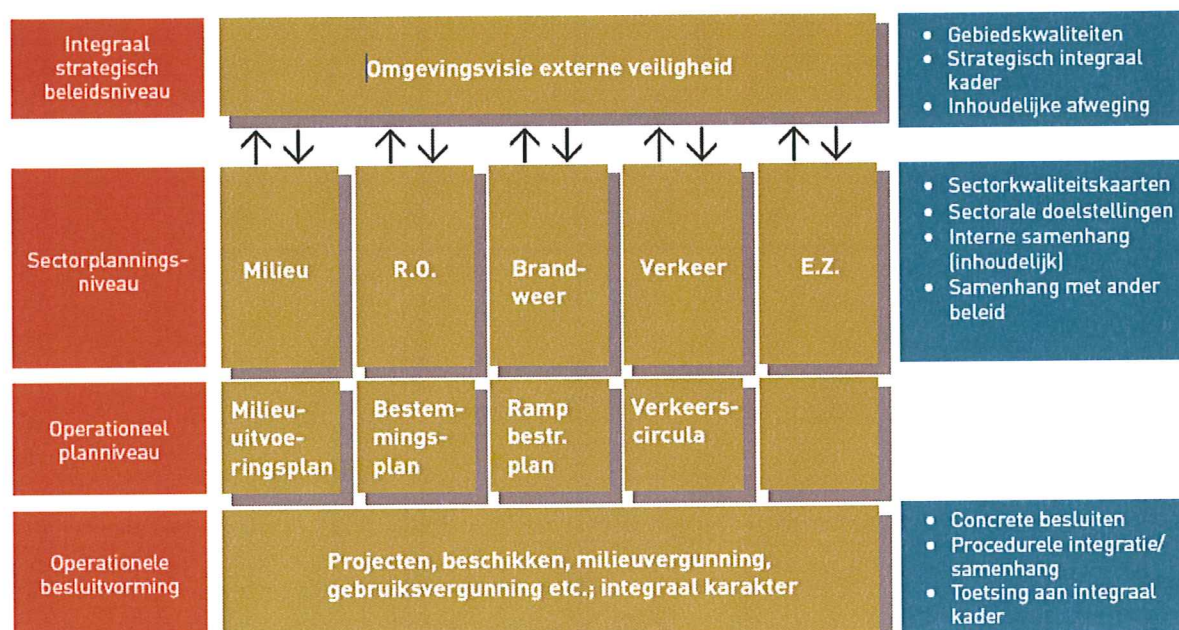 Integraal
strategisch
beleidsniveau
Omgevingsvisie externe veiligheid
• Gebiedskwaliteiten
• Strategisch integraal
kader
• Inhoudelijke afweging
Sectorplannings-
niveau
Milieu
R.O.
Brand-
weer
Verkeer
E.Z.
• Sectorkwaliteitskaarten
• Sectorale doelstellingen
• Interne samenhang
(inhoudelijk)
• Samenhang met ander
beleid
Operationeel
planniveau
Milieu-
uitvoe-
ringsplan
Bestem-
mings-
plan
Ramp
bestr.
plan
Verkeers-
circula
Operationele
besluitvorming
Projecten, beschikken, milieuvergunning,
gebruiksvergunning etc.; integraal karakter
• Concrete besluiten
• Procedurele integratie/
samenhang
• Toetsing aan integraal
kader